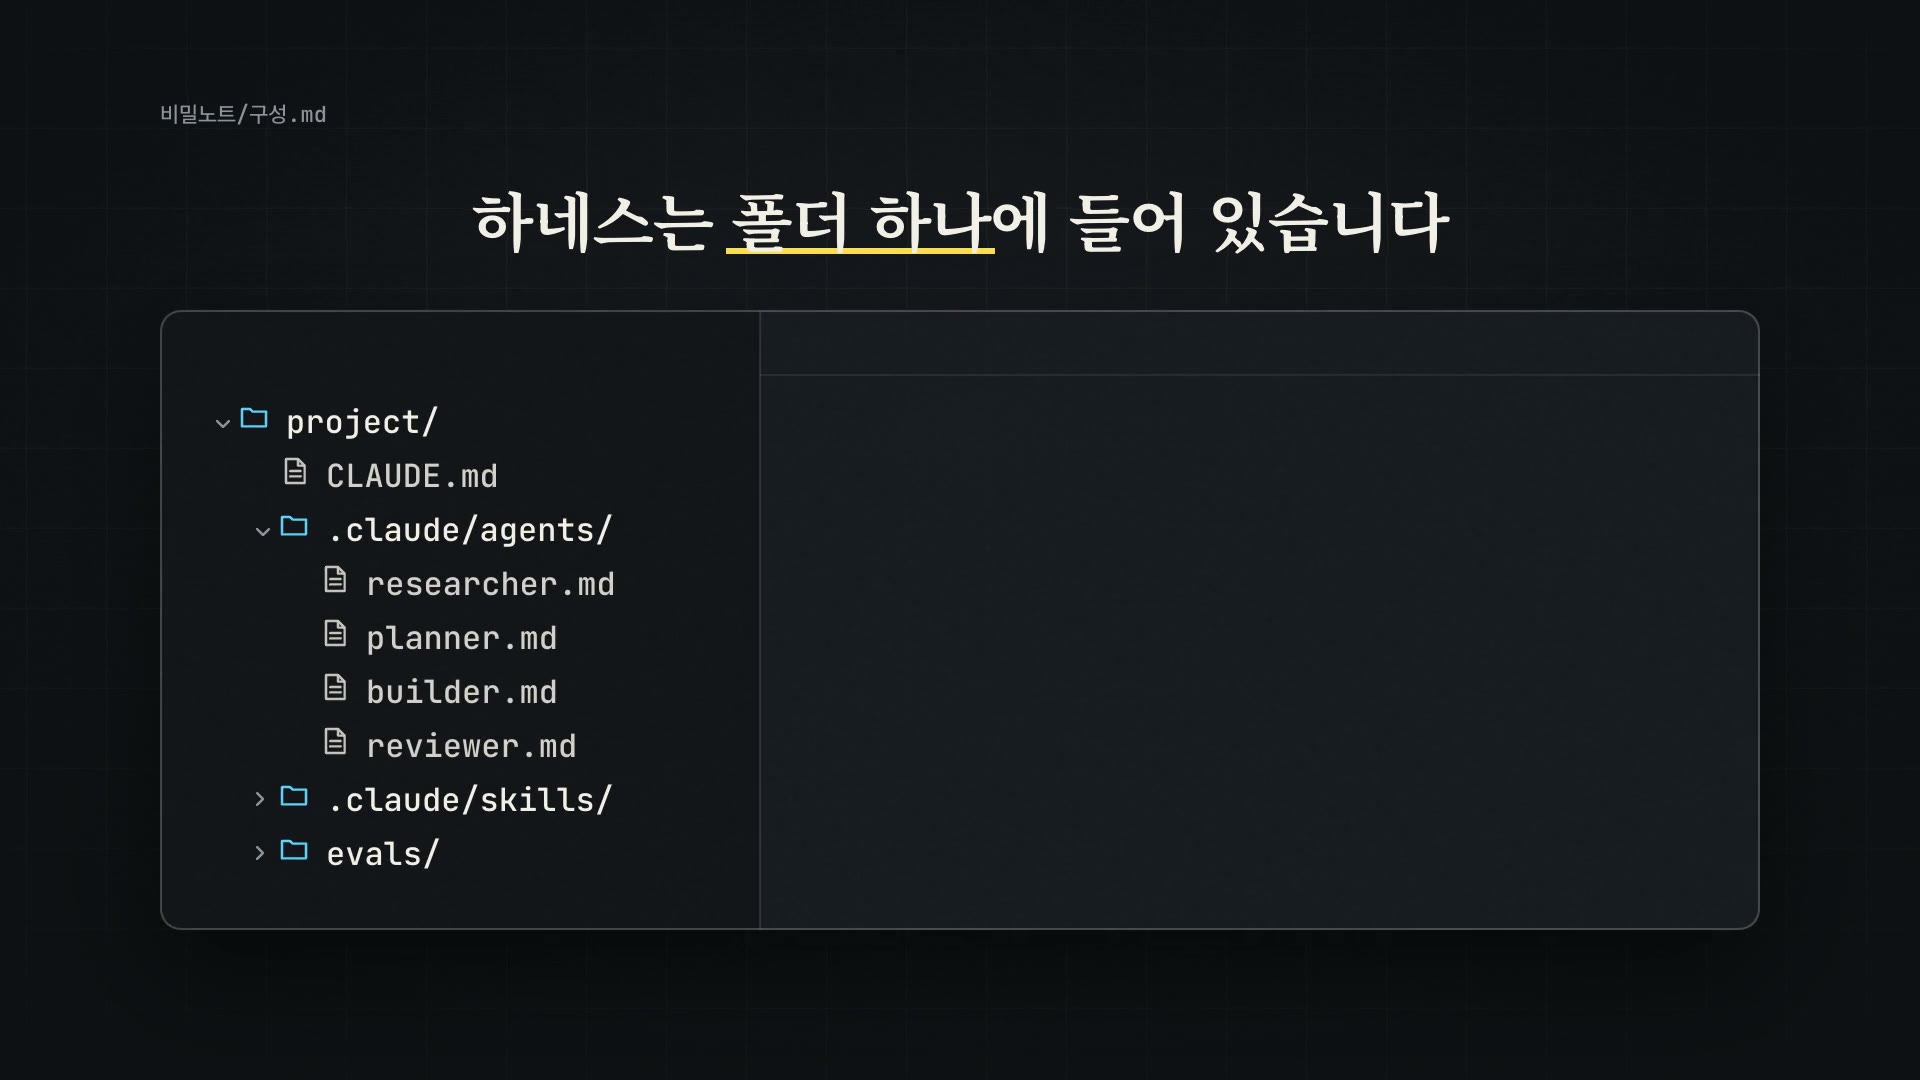 비밀노트/구성.md
하네스는 폴더 하나에 들어 있습니다
project/
CLAUDE.md
.claude/agents/
researcher.md
planner.md
builder.md
reviewer.md
.claude/skills/
evals/